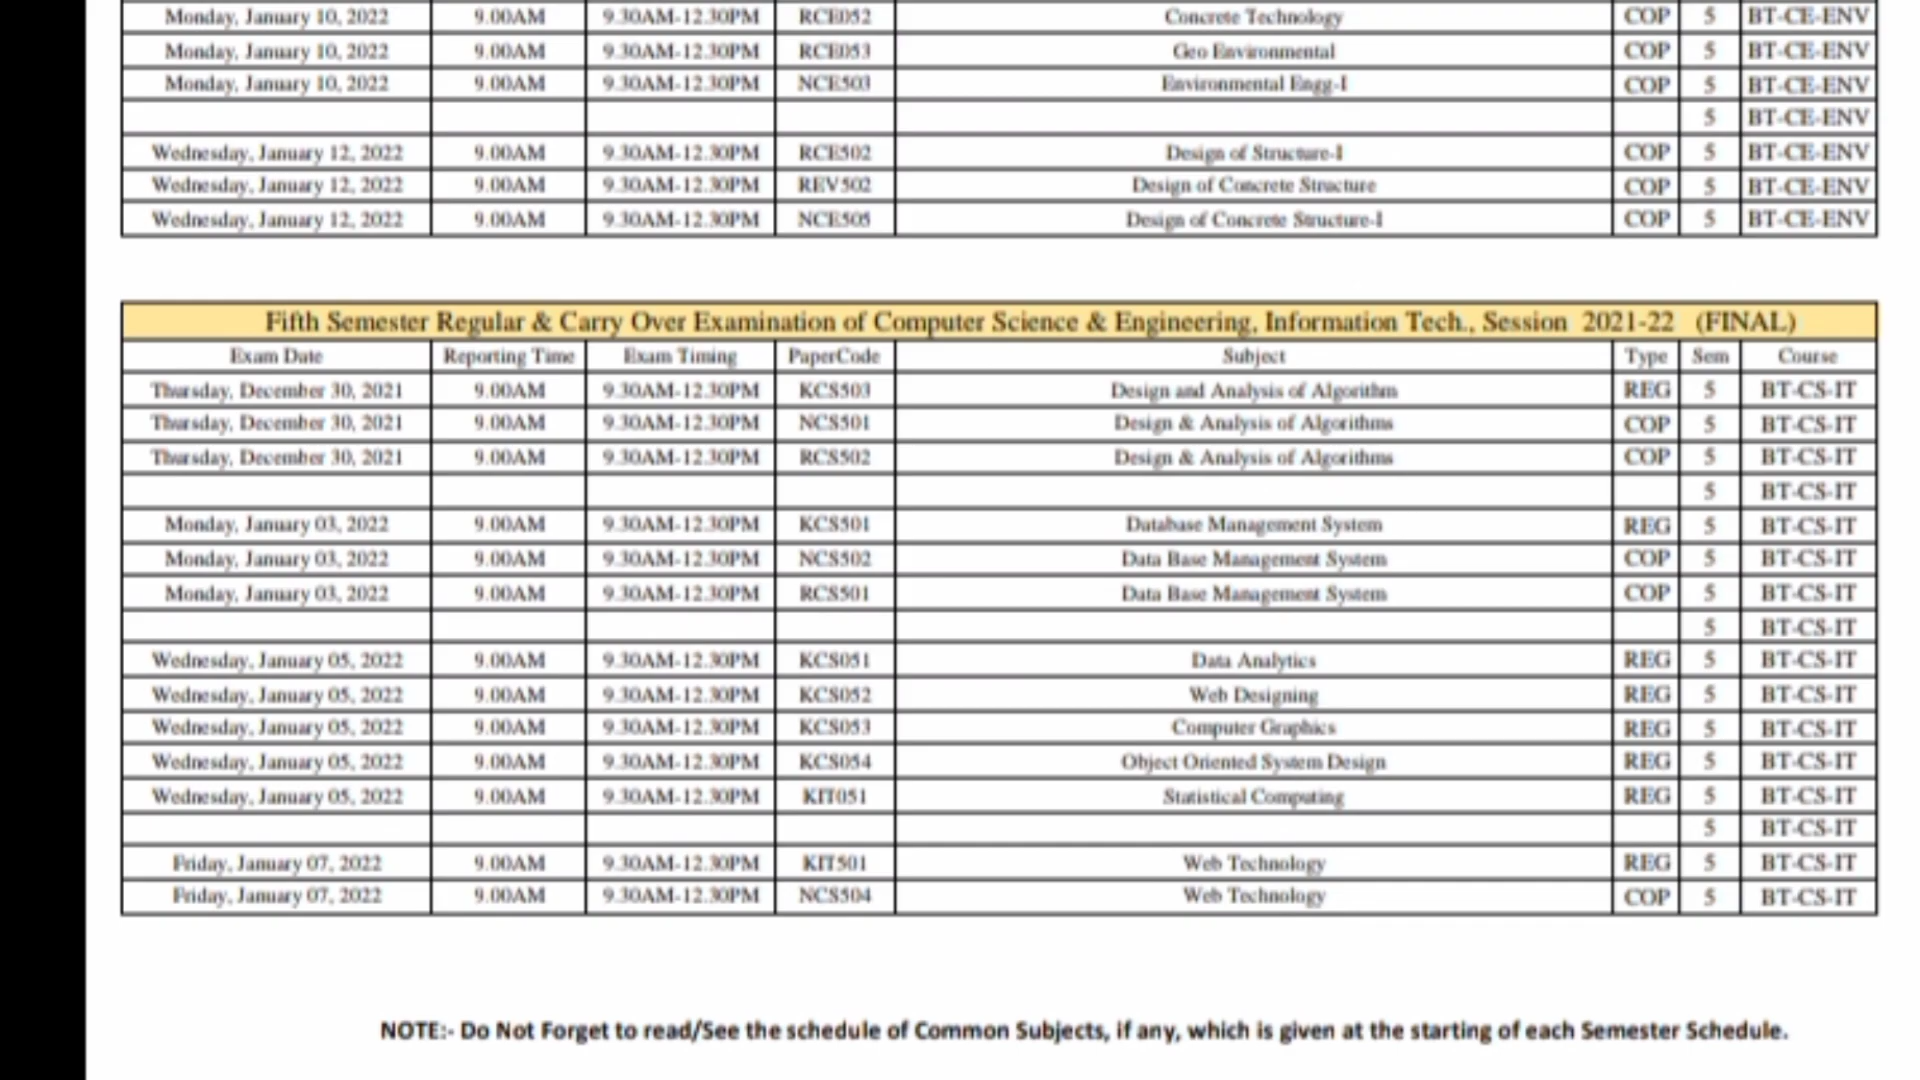 Monday, January 10, 2022 9.00AM 9.30AM-12.30PM RCE052 Concrete Technology COP 5 BT-CE-ENV
Monday, January 10, 2022 9.00AM 9.30AM-12.30PM RCE053 Geo Environmental COP 5 BT-CE-ENV
Monday, January 10, 2022 9.00AM 9.30AM-12.30PM NCE503 Environmental Engg-I COP 5 BT-CE-ENV
5 BT-CE-ENV
Wednesday, January 12, 2022 9.00AM 9.30AM-12.30PM RCE502 Design of Structure-I COP 5 BT-CE-ENV
Wednesday, January 12, 2022 9.00AM 9.30AM-12.30PM REV502 Design of Concrete Structure COP 5 BT-CE-ENV
Wednesday, January 12, 2022 9.00AM 9.30AM-12.30PM NCE505 Design of Concrete Structure-I COP 5 BT-CE-ENV
Fifth Semester Regular & Carry Over Examination of Computer Science & Engineering, Information Tech., Session 2021-22 (FINAL)
Exam Date Reporting Time Exam Timing PaperCode Subject Type Sem Course
Thursday, December 30, 2021 9.00AM 9.30AM-12.30PM KCS503 Design and Analysis of Algorithm REG 5 BT-CS-IT
Thursday, December 30, 2021 9.00AM 9.30AM-12.30PM NCS501 Design & Analysis of Algorithms COP 5 BT-CS-IT
Thursday, December 30, 2021 9.00AM 9.30AM-12.30PM RCS502 Design & Analysis of Algorithms COP 5 BT-CS-IT
5 BT-CS-IT
Monday, January 03, 2022 9.00AM 9.30AM-12.30PM KCS501 Database Management System REG 5 BT-CS-IT
Monday, January 03, 2022 9.00AM 9.30AM-12.30PM NCS502 Data Base Management System COP 5 BT-CS-IT
Monday, January 03, 2022 9.00AM 9.30AM-12.30PM RCS501 Data Base Management System COP 5 BT-CS-IT
5 BT-CS-IT
Wednesday, January 05, 2022 9.00AM 9.30AM-12.30PM KCS051 Data Analytics REG 5 BT-CS-IT
Wednesday, January 05, 2022 9.00AM 9.30AM-12.30PM KCS052 Web Designing REG 5 BT-CS-IT
Wednesday, January 05, 2022 9.00AM 9.30AM-12.30PM KCS053 Computer Graphics REG 5 BT-CS-IT
Wednesday, January 05, 2022 9.00AM 9.30AM-12.30PM KCS054 Object Oriented System Design REG 5 BT-CS-IT
Wednesday, January 05, 2022 9.00AM 9.30AM-12.30PM KIT051 Statistical Computing REG 5 BT-CS-IT
5 BT-CS-IT
Friday, January 07, 2022 9.00AM 9.30AM-12.30PM KIT501 Web Technology REG 5 BT-CS-IT
Friday, January 07, 2022 9.00AM 9.30AM-12.30PM NCS504 Web Technology COP 5 BT-CS-IT
NOTE:- Do Not Forget to read/See the schedule of Common Subjects, if any, which is given at the starting of each Semester Schedule.